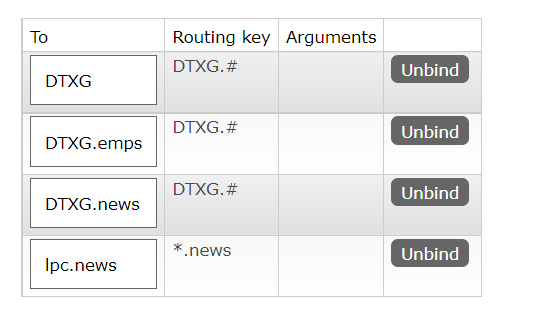 To Routing key Arguments
DTXG DTXG.# Unbind
DTXG.emps DTXG.# Unbind
DTXG.news DTXG.# Unbind
lpc.news *.news Unbind